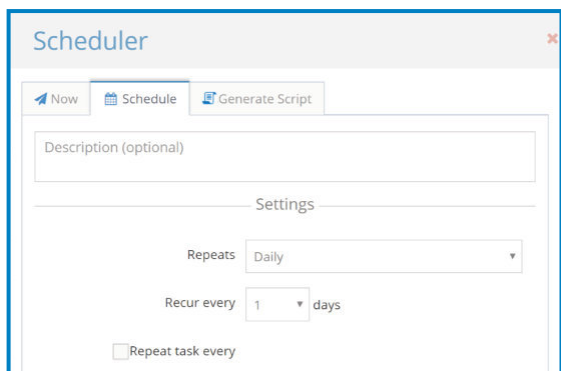 Scheduler
Now Schedule Generate Script
Description (optional)
Settings
Repeats Daily
Recur every 1 days
Repeat task every